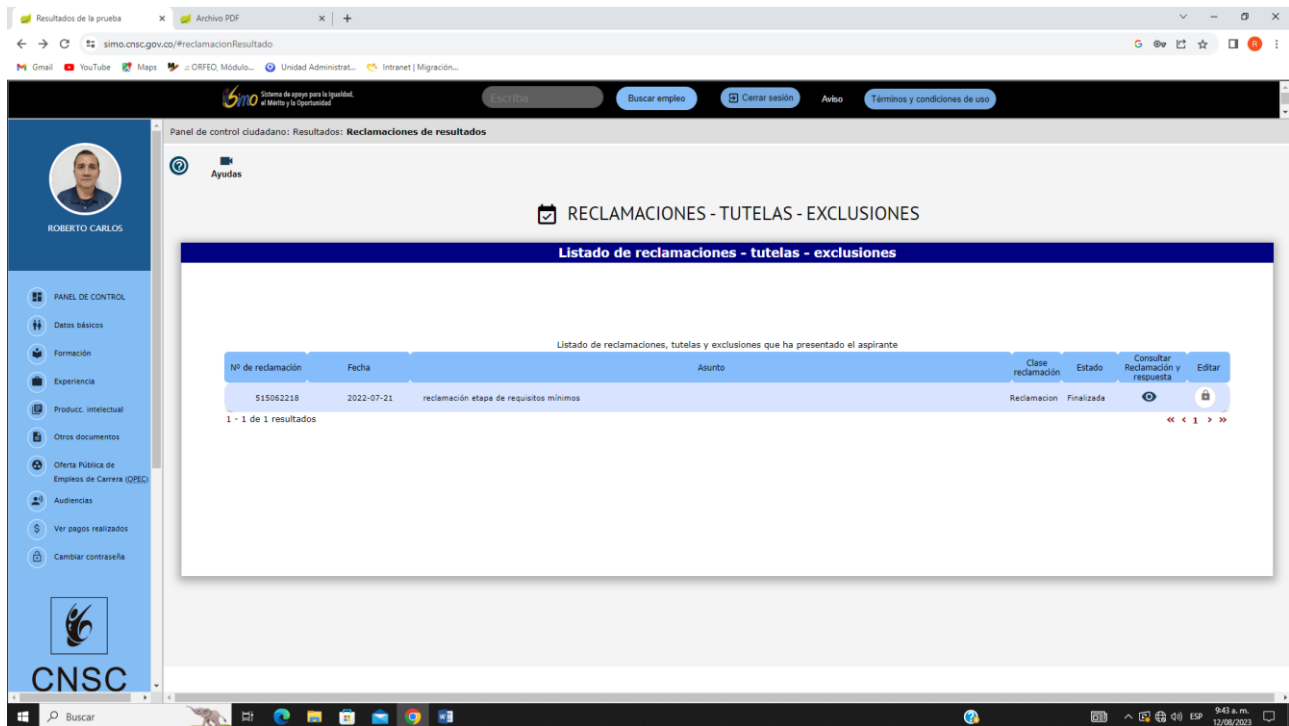 Resultados de la prueba
Archivo PDF
simo.cnsc.gov.co/#reclamacionResultado
Gmail YouTube Maps .:: ORFEO, Módulo... Unidad Administrat... Intranet | Migración...
Simo Sistema de apoyo para la Igualdad,
el Mérito y la Oportunidad
Escriba
Buscar empleo
Cerrar sesión
Aviso
Términos y condiciones de uso
Panel de control ciudadano: Resultados: Reclamaciones de resultados
Ayudas
ROBERTO CARLOS
RECLAMACIONES - TUTELAS - EXCLUSIONES
Listado de reclamaciones - tutelas - exclusiones
PANEL DE CONTROL
Datos básicos
Formación
Experiencia
Producc. intelectual
Otros documentos
Oferta Pública de
Empleos de Carrera (OPEC)
Audiencias
Ver pagos realizados
Cambiar contraseña
CNSC
Listado de reclamaciones, tutelas y exclusiones que ha presentado el aspirante
Nº de reclamación Fecha Asunto Clase reclamación Estado Consultar Reclamación y respuesta Editar
515062218 2022-07-21 reclamación etapa de requisitos mínimos Reclamacion Finalizada
1 - 1 de 1 resultados
« ‹ 1 › »
Buscar
ESP
9:43 a. m.
12/08/2023